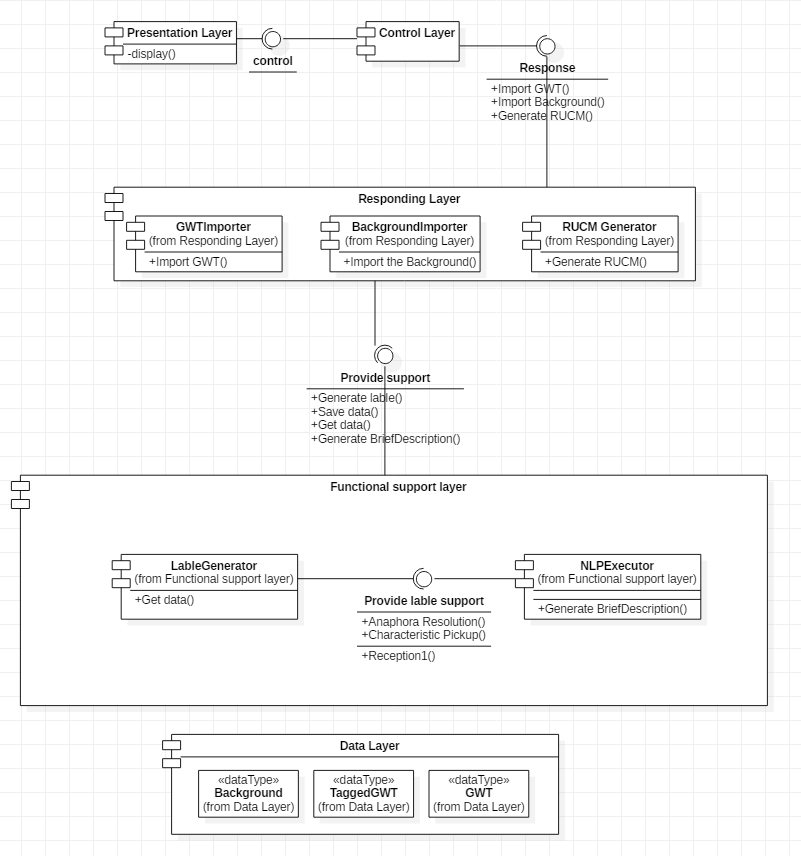 Presentation Layer
-display()
control
Control Layer
Response
+Import GWT()
+Import Background()
+Generate RUCM()
Responding Layer
GWTImporter
(from Responding Layer)
+Import GWT()
BackgroundImporter
(from Responding Layer)
+Import the Background()
RUCM Generator
(from Responding Layer)
+Generate RUCM()
Provide support
+Generate lable()
+Save data()
+Get data()
+Generate BriefDescription()
Functional support layer
LableGenerator
(from Functional support layer)
+Get data()
Provide lable support
+Anaphora Resolution()
+Characteristic Pickup()
+Reception1()
NLPExecutor
(from Functional support layer)
+Generate BriefDescription()
Data Layer
«dataType»
Background
(from Data Layer)
«dataType»
TaggedGWT
(from Data Layer)
«dataType»
GWT
(from Data Layer)